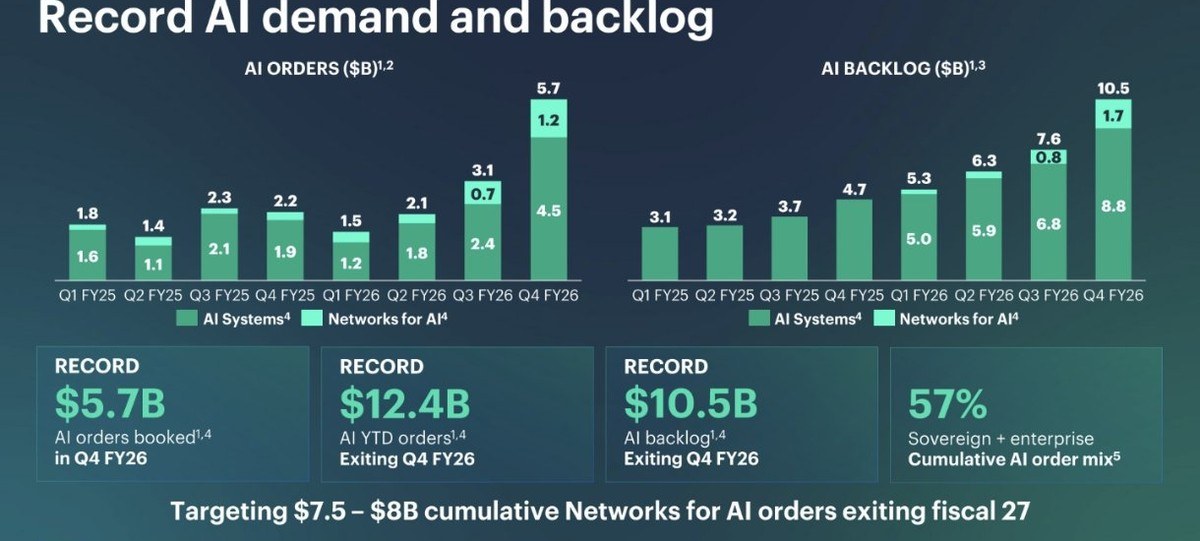 Record AI demand and backlog
AI ORDERS ($B)1,2
5.7
1.2
4.5
3.1
0.7
2.4
2.3
2.1
2.2
1.9
2.1
1.8
1.8
1.6
1.4
1.1
1.5
1.2
Q1 FY25 Q2 FY25 Q3 FY25 Q4 FY25 Q1 FY26 Q2 FY26 Q3 FY26 Q4 FY26
AI Systems4 Networks for AI4
AI BACKLOG ($B)1,3
10.5
1.7
8.8
7.6
0.8
6.8
6.3
5.9
5.3
5.0
4.7
3.7
3.2
3.1
Q1 FY25 Q2 FY25 Q3 FY25 Q4 FY25 Q1 FY26 Q2 FY26 Q3 FY26 Q4 FY26
AI Systems4 Networks for AI4
RECORD
$5.7B
AI orders booked1,4
in Q4 FY26
RECORD
$12.4B
AI YTD orders1,4
Exiting Q4 FY26
RECORD
$10.5B
AI backlog1,4
Exiting Q4 FY26
57%
Sovereign + enterprise
Cumulative AI order mix5
Targeting $7.5 – $8B cumulative Networks for AI orders exiting fiscal 27